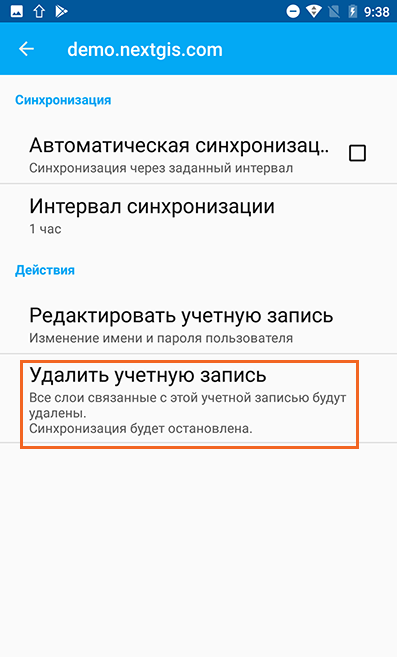 9:38
demo.nextgis.com
Синхронизация
Автоматическая синхронизац..
Синхронизация через заданный интервал
Интервал синхронизации
1 час
Действия
Редактировать учетную запись
Изменение имени и пароля пользователя
Удалить учетную запись
Все слои связанные с этой учетной записью будут
удалены.
Синхронизация будет остановлена.